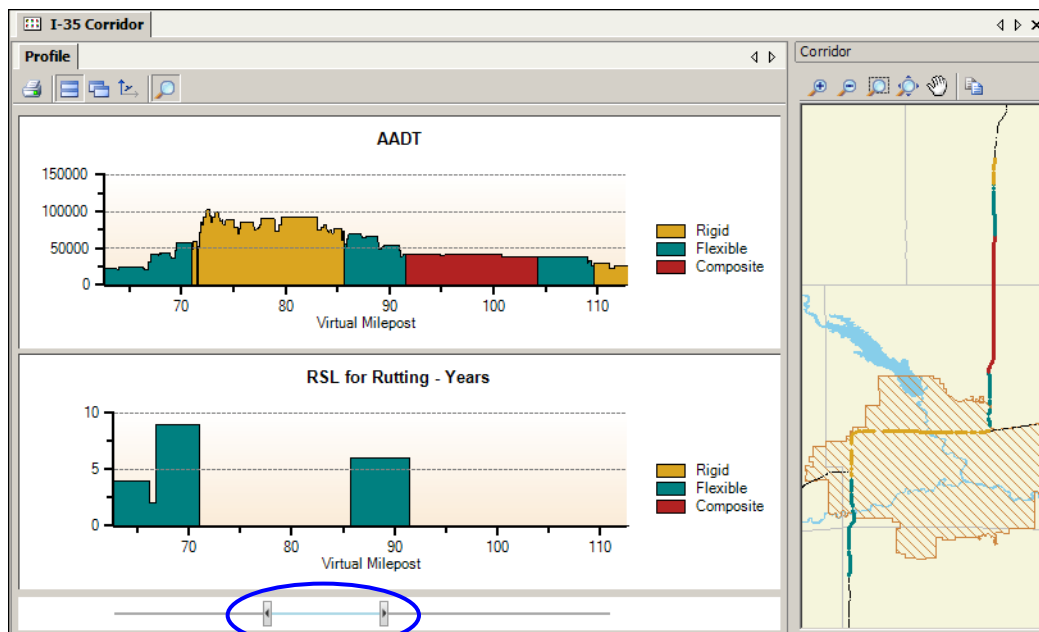 I-35 Corridor
Profile
Corridor
AADT
150000
100000
50000
0
70 80 90 100 110
Virtual Milepost
Rigid
Flexible
Composite
RSL for Rutting - Years
10
5
0
70 80 90 100 110
Virtual Milepost
Rigid
Flexible
Composite